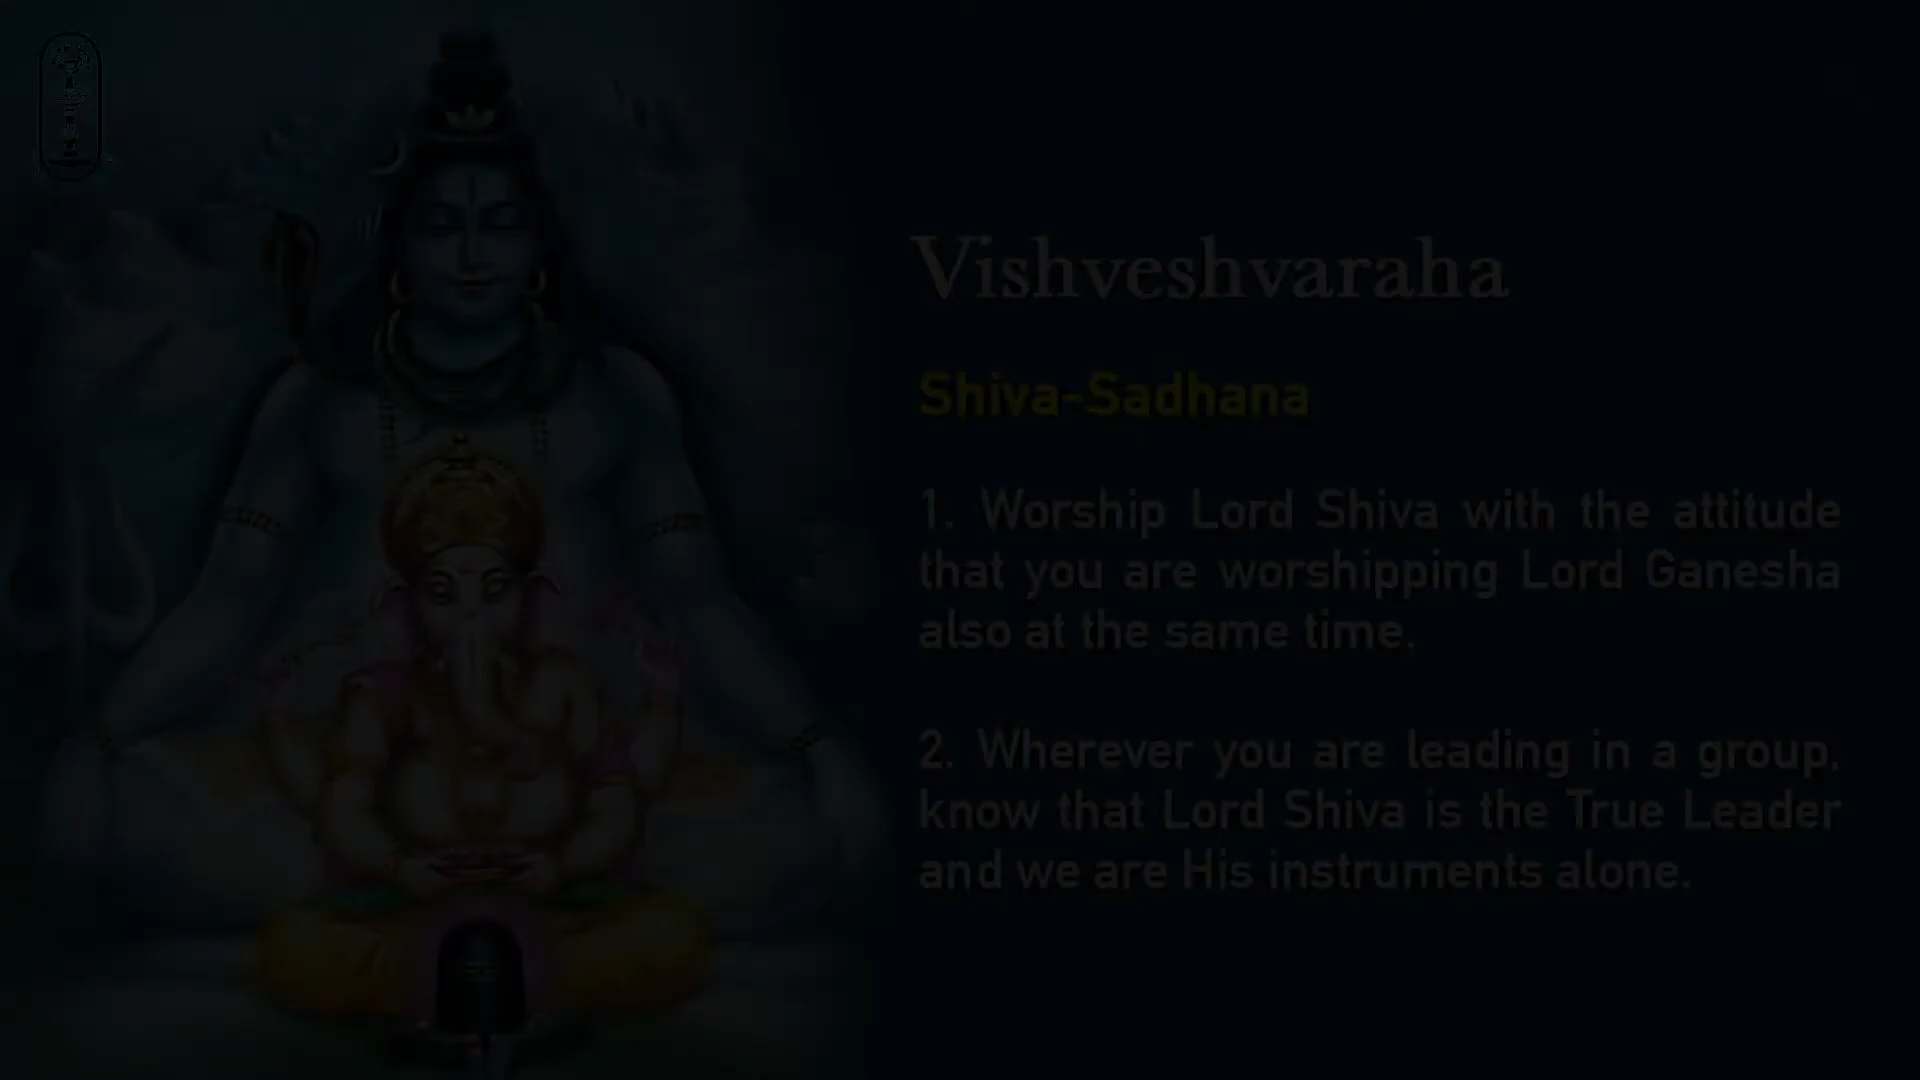 Vishveshvaraha
Shiva-Sadhana
1. Worship Lord Shiva with the attitude
that you are worshipping Lord Ganesha
also at the same time.
2. Wherever you are leading in a group,
know that Lord Shiva is the True Leader
and we are His instruments alone.